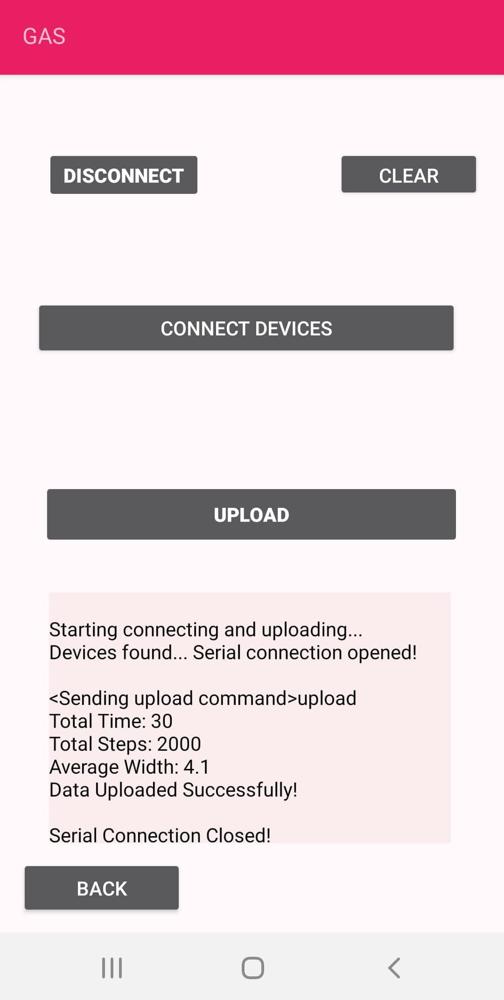 GAS
DISCONNECT
CLEAR
CONNECT DEVICES
UPLOAD
Starting connecting and uploading...
Devices found... Serial connection opened!
<Sending upload command>upload
Total Time: 30
Total Steps: 2000
Average Width: 4.1
Data Uploaded Successfully!
Serial Connection Closed!
BACK